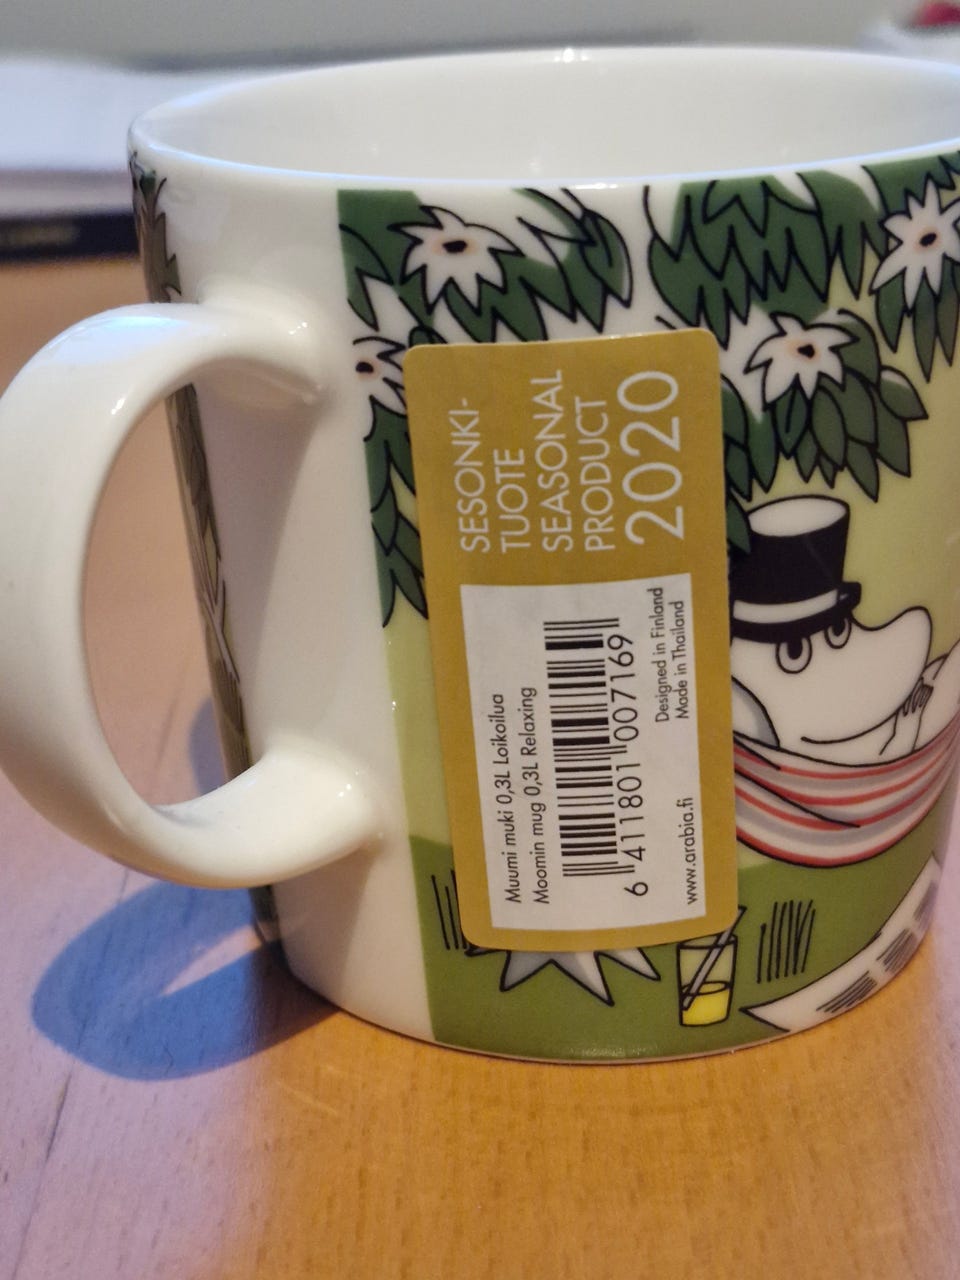 SESONKI-
TUOTE
SEASONAL
PRODUCT
2020
Muumi muki 0,3L Loikoilua
Moomin mug 0,3L Relaxing
6 411801 007169
Designed in Finland
Made in Thailand
www.arabia.fi